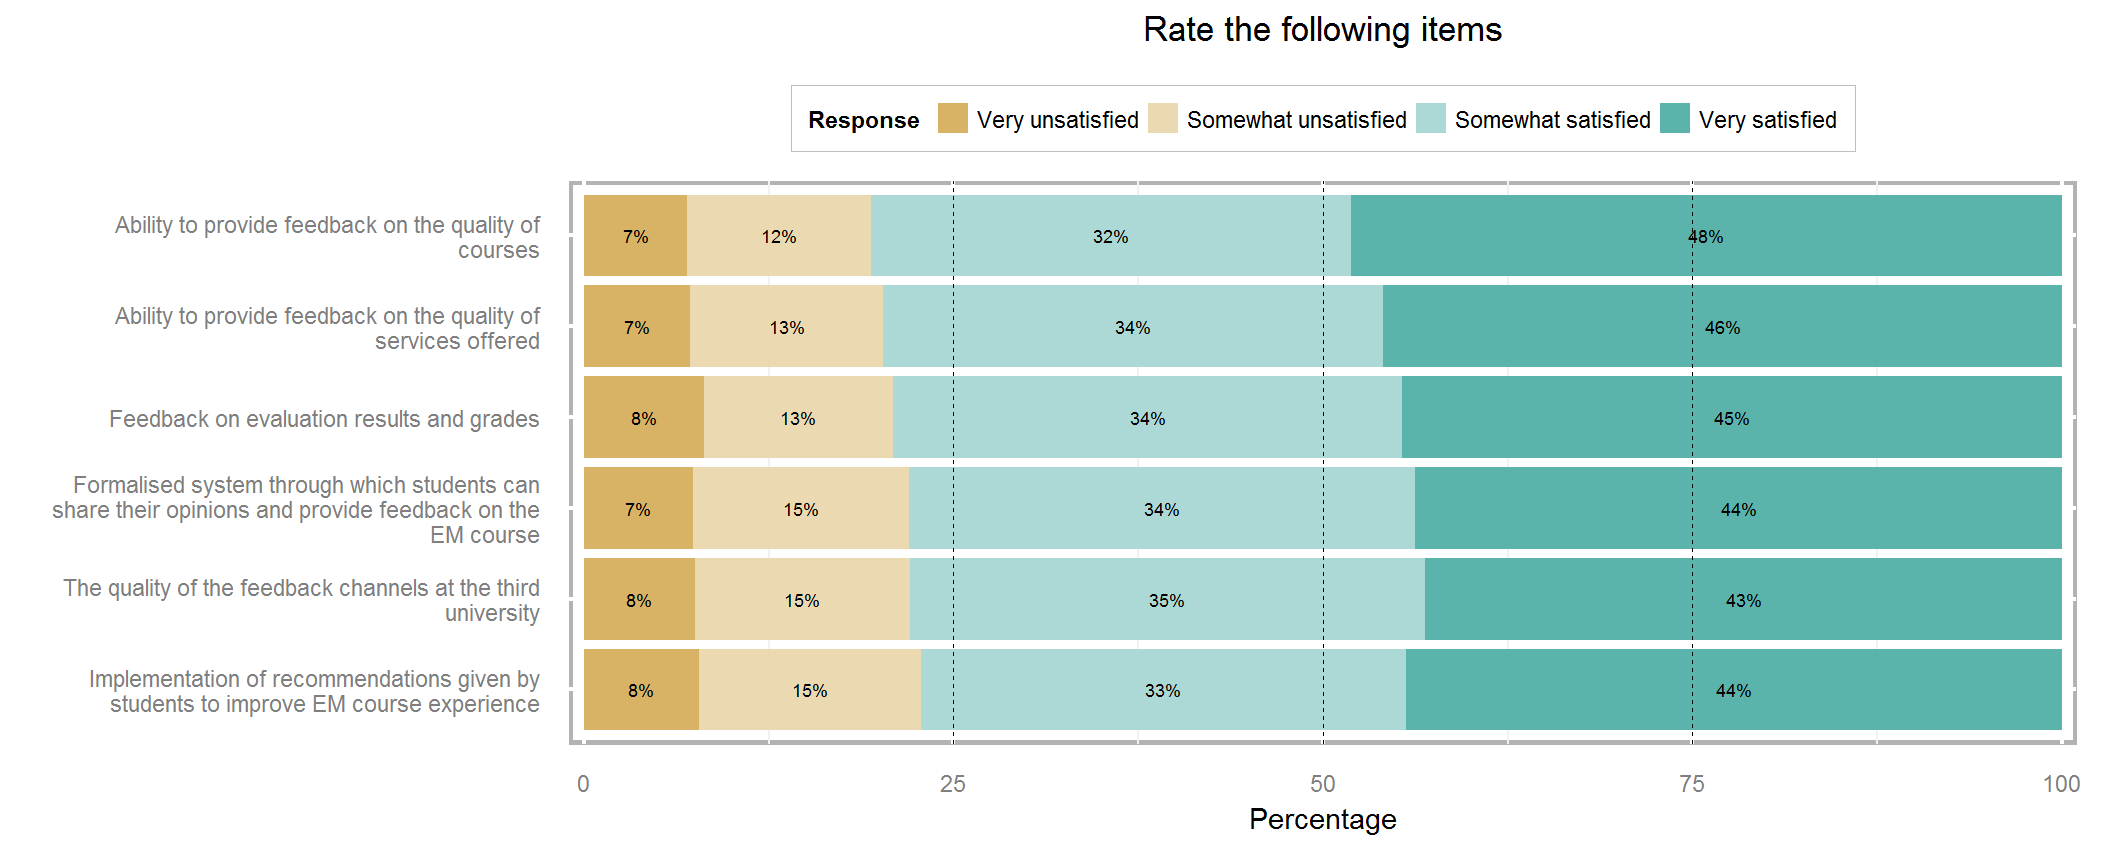 Rate the following items
Response Very unsatisfied Somewhat unsatisfied Somewhat satisfied Very satisfied
Ability to provide feedback on the quality of
courses
7% 12% 32% 48%
Ability to provide feedback on the quality of
services offered
7% 13% 34% 46%
Feedback on evaluation results and grades
8% 13% 34% 45%
Formalised system through which students can
share their opinions and provide feedback on the
EM course
7% 15% 34% 44%
The quality of the feedback channels at the third
university
8% 15% 35% 43%
Implementation of recommendations given by
students to improve EM course experience
8% 15% 33% 44%
0 25 50 75 100
Percentage